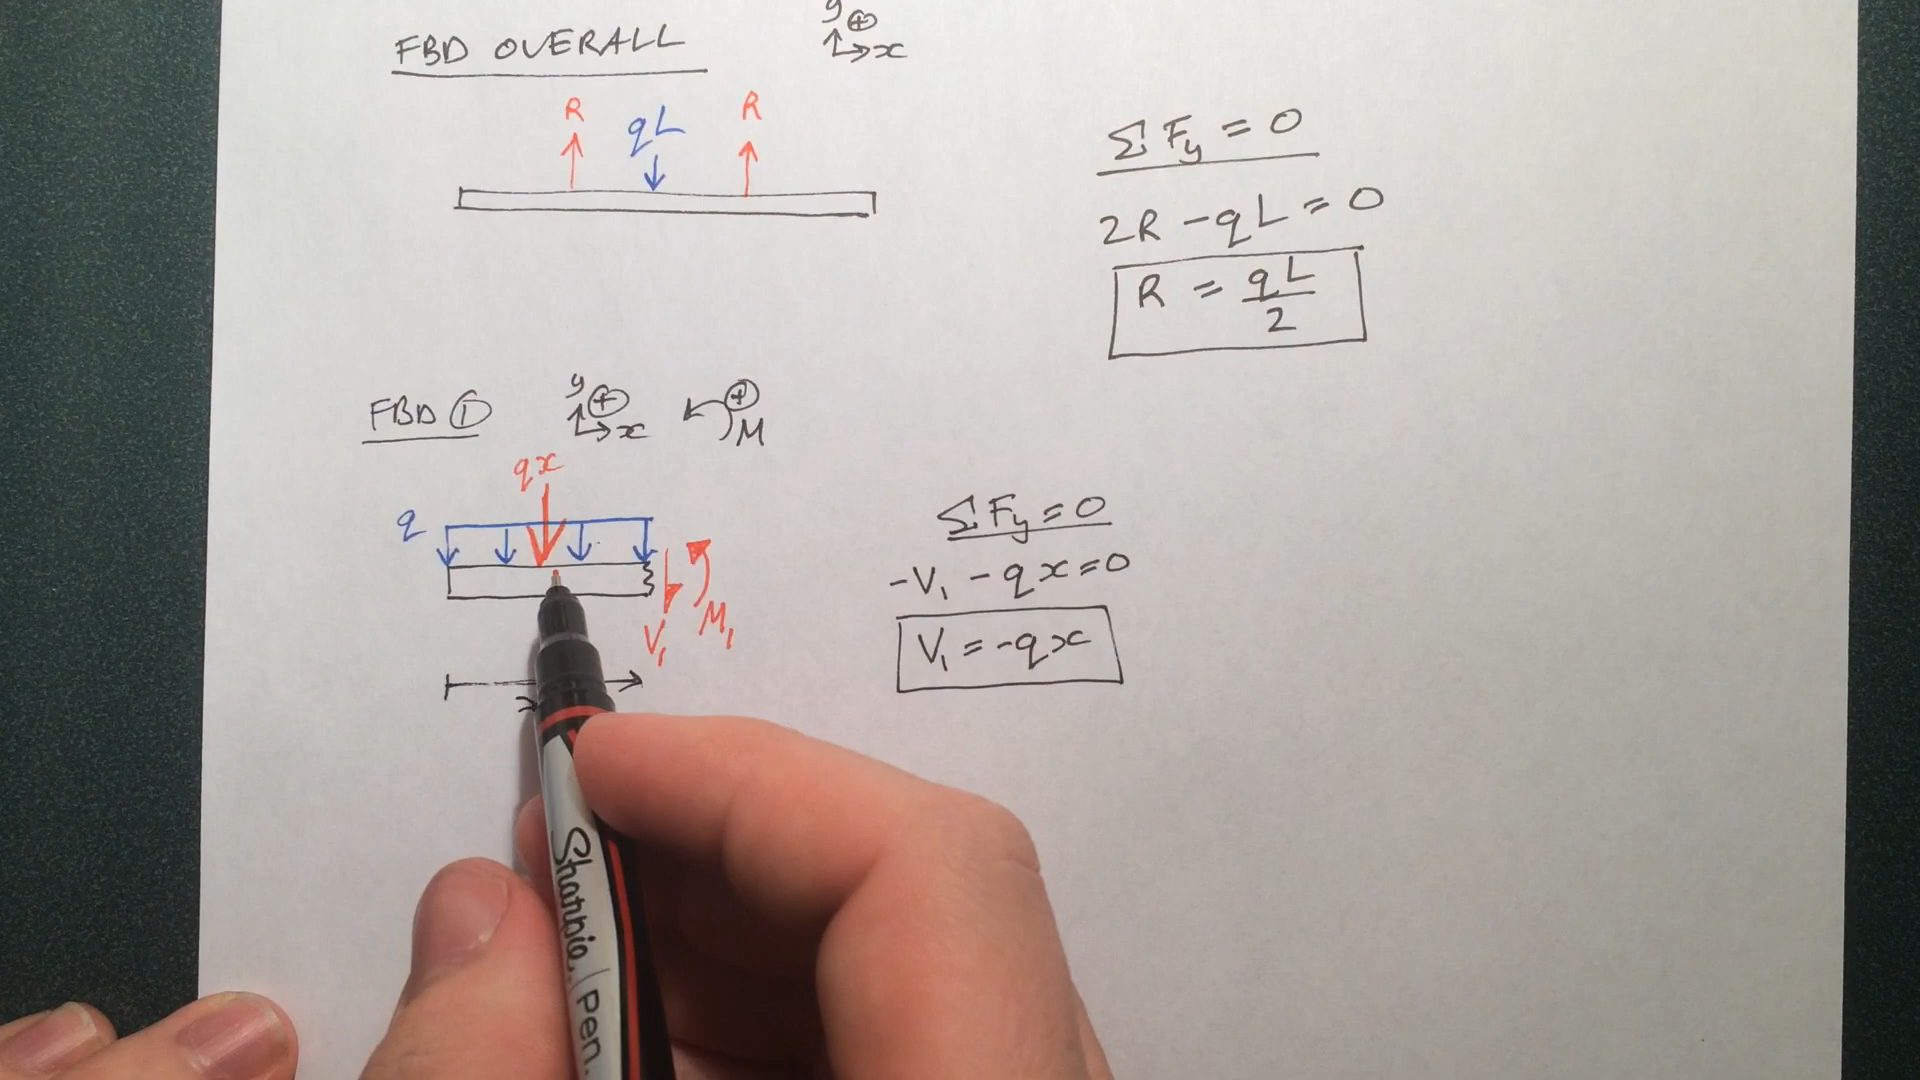 FBD OVERALL
y ⊕
x
R qL R
ΣFy = 0
2R - qL = 0
R = qL/2
FBD ①
y ⊕ x
⊕ M
qx
q
V₁ M₁
ΣFy = 0
-V₁ - qx = 0
V₁ = -qx
Sharpie | Pen.